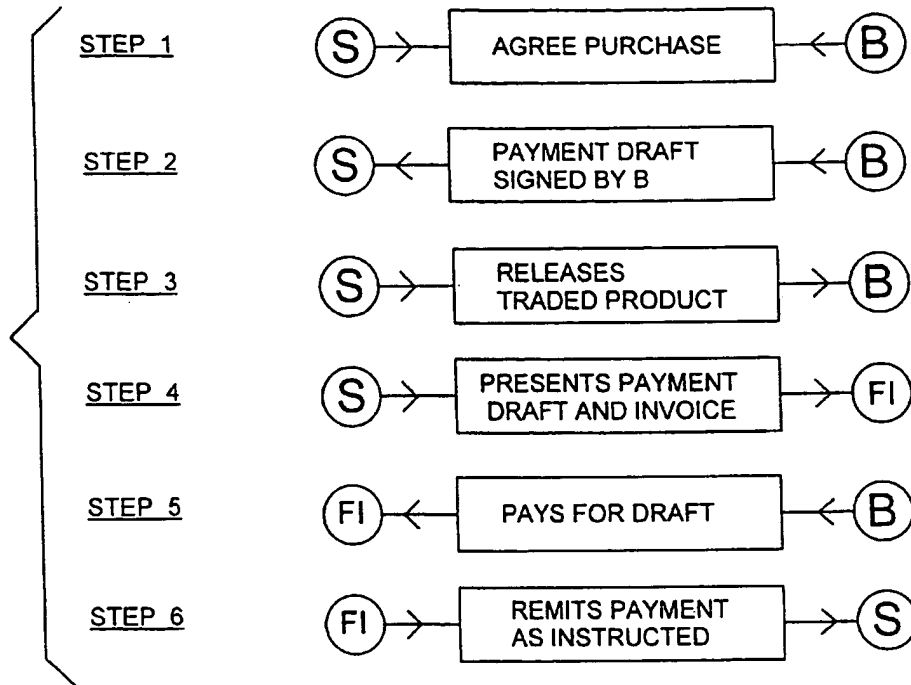 STEP 1 S AGREE PURCHASE B
STEP 2 S PAYMENT DRAFT B
SIGNED BY B
STEP 3 S RELEASES B
TRADED PRODUCT
STEP 4 S PRESENTS PAYMENT FI
DRAFT AND INVOICE
STEP 5 FI PAYS FOR DRAFT B
STEP 6 FI REMITS PAYMENT S
AS INSTRUCTED